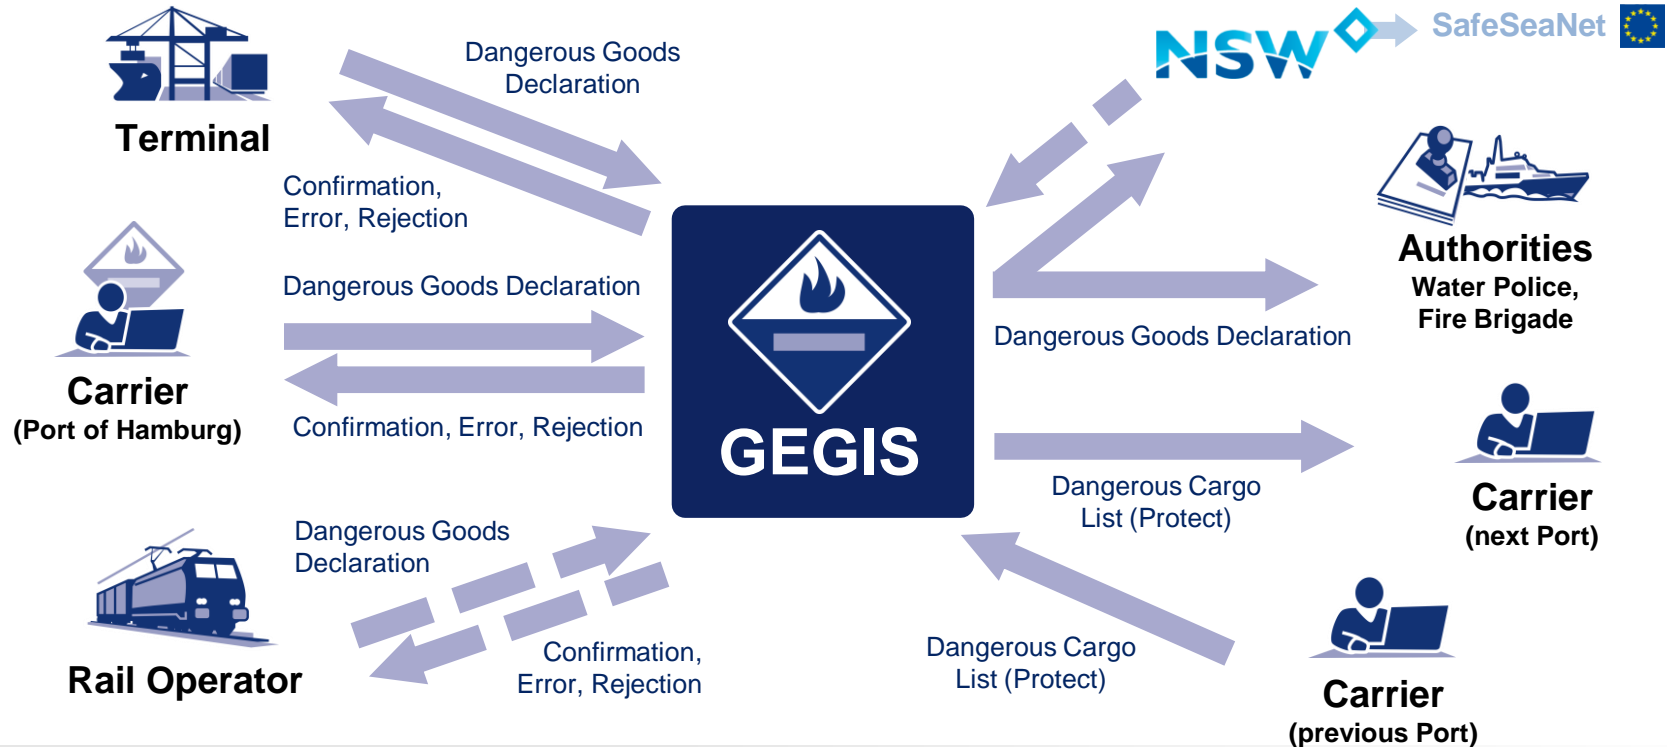 Dangerous Goods
Declaration
NSW
SafeSeaNet
Terminal
Confirmation,
Error, Rejection
Authorities
Water Police,
Fire Brigade
Dangerous Goods Declaration
Dangerous Goods Declaration
Carrier
(Port of Hamburg)
Confirmation, Error, Rejection
GEGIS
Dangerous Cargo
List (Protect)
Carrier
(next Port)
Dangerous Goods
Declaration
Confirmation,
Error, Rejection
Dangerous Cargo
List (Protect)
Rail Operator
Carrier
(previous Port)